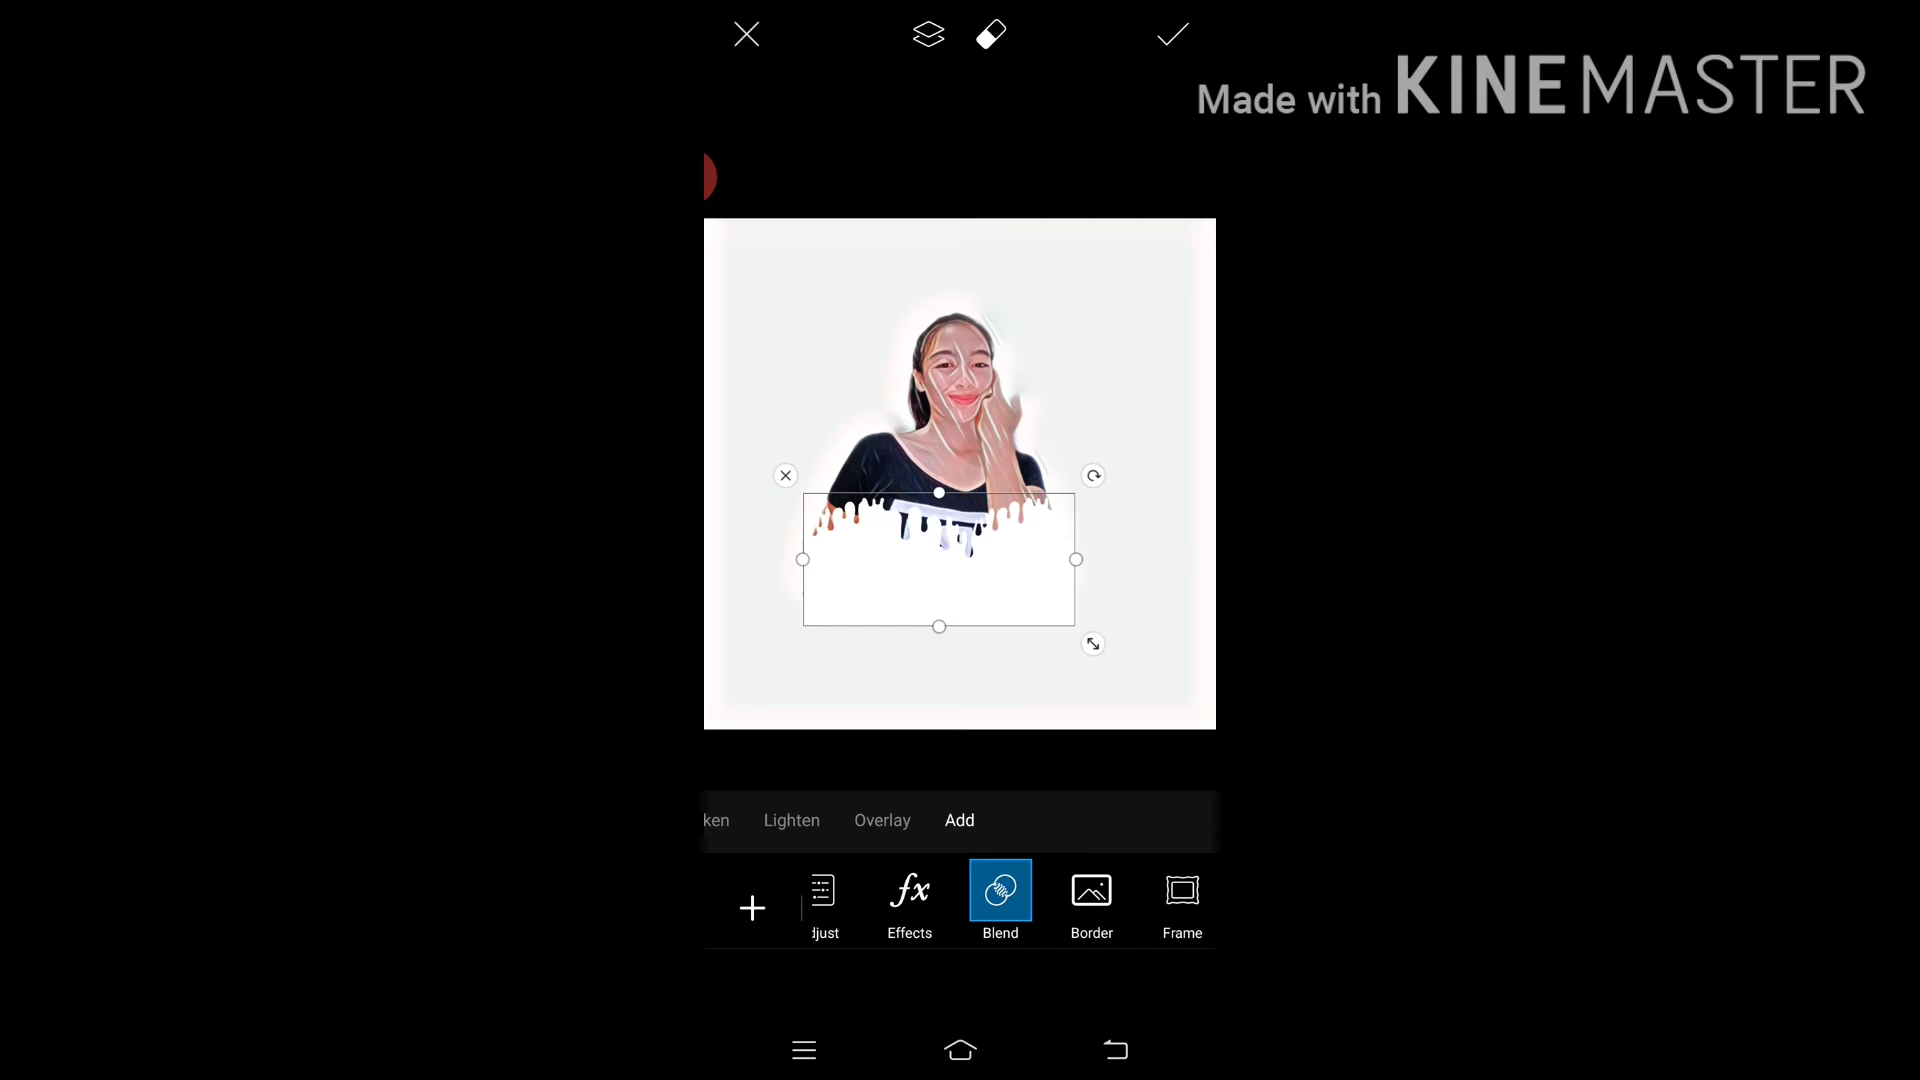 Made with KINEMASTER
ken Lighten Overlay Add
djust Effects Blend Border Frame